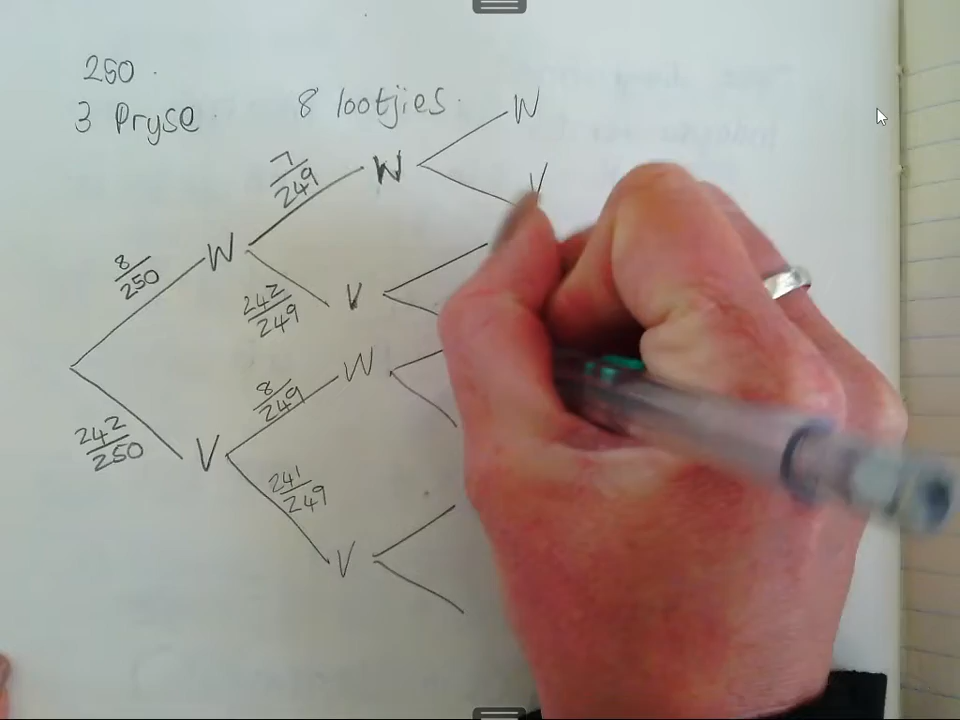 250
3 Pryse
8 lootjies
W
7/249
W
V
8/250
W
242/249
V
8/249
W
242/250
V
241/249
V